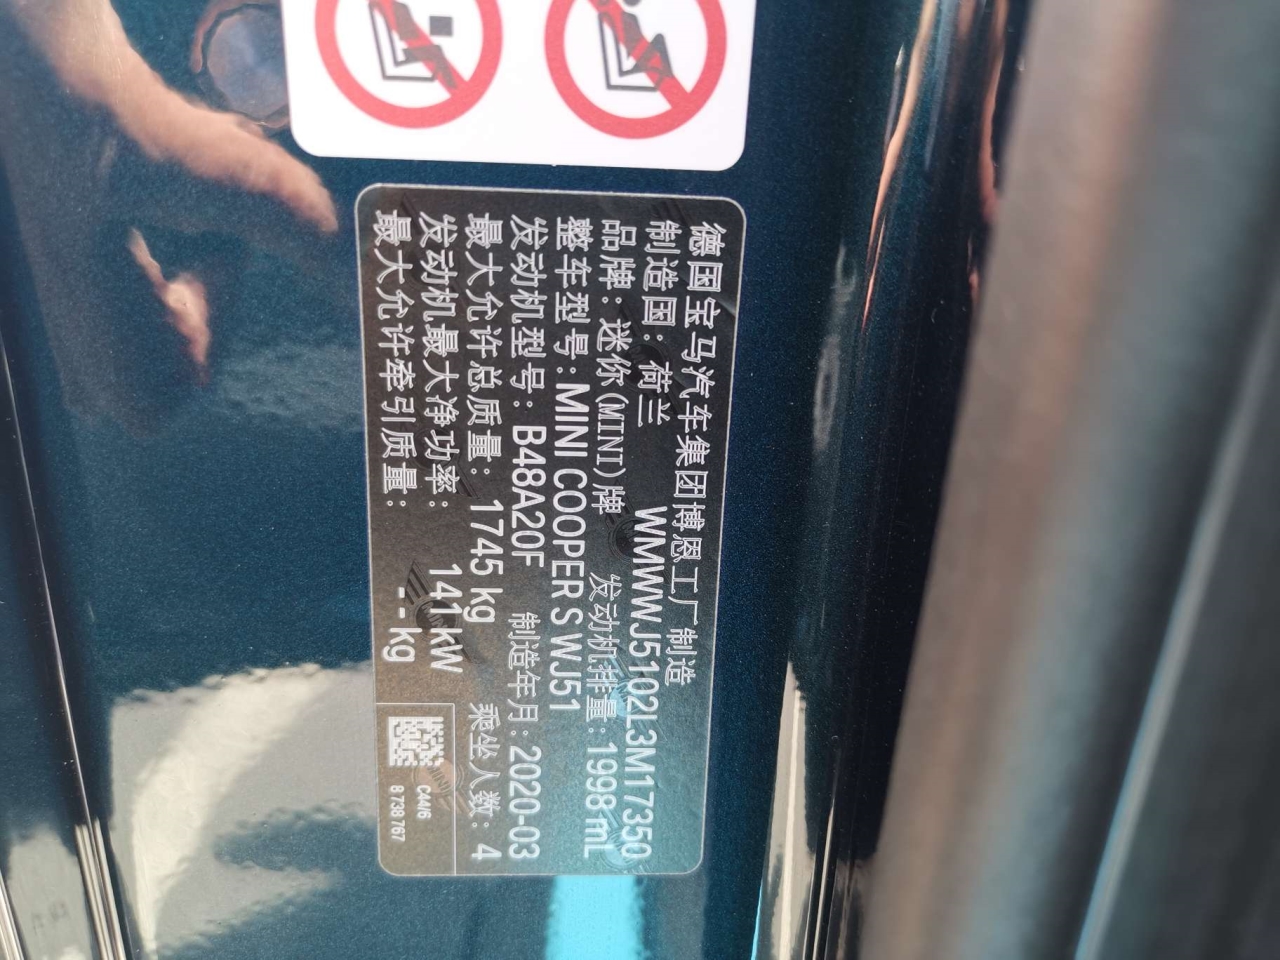 德国宝马汽车集团博恩工厂制造
制造国: 荷兰 WMWWJ5102L3M17350
品牌: 迷你(MINI)牌 发动机排量: 1998 mL
整车型号: MINI COOPER S WJ51
发动机型号: B48A20F 制造年月: 2020-03
最大允许总质量: 1745 kg 乘坐人数: 4
发动机最大净功率: 141 kW
最大允许牵引质量: -- kg
C44/6
8 738 767